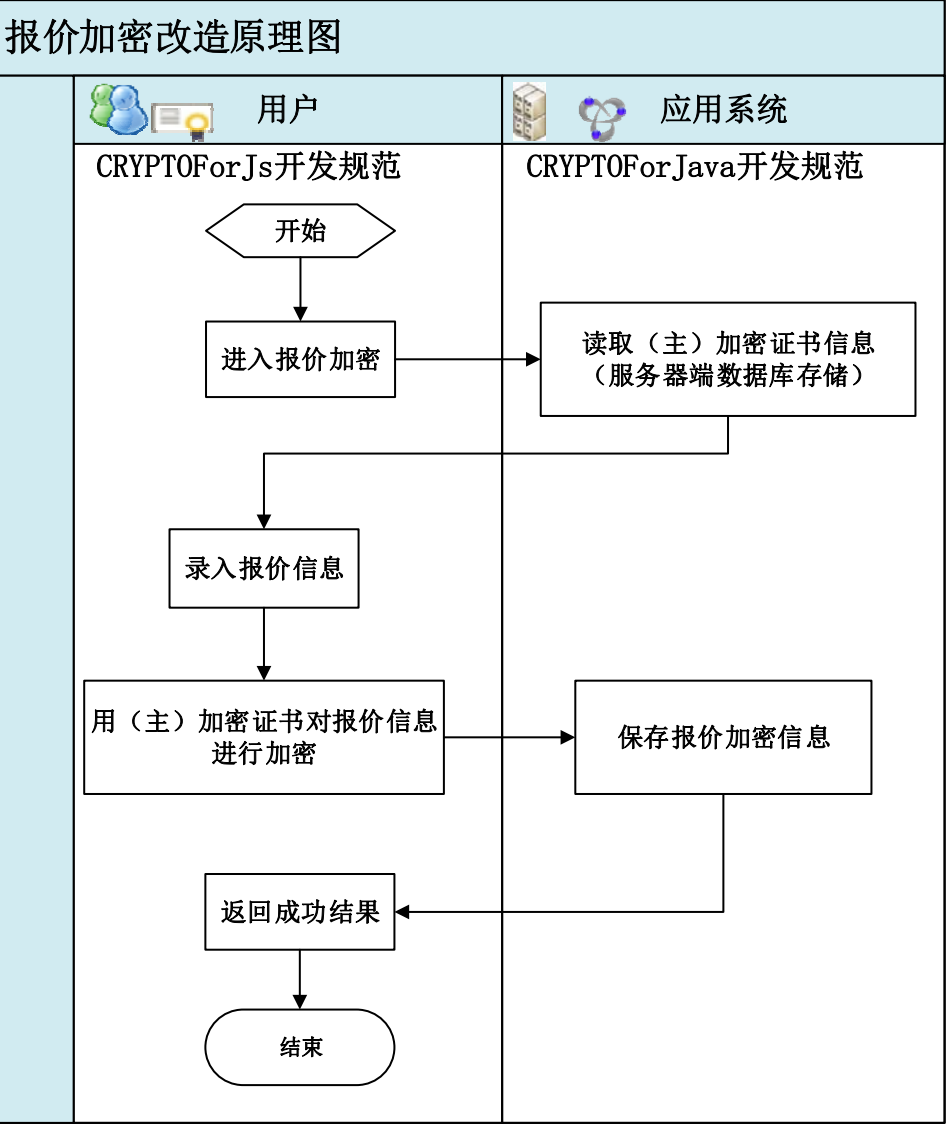 报价加密改造原理图
用户
应用系统
CRYPTOForJs开发规范
CRYPTOForJava开发规范
开始
进入报价加密
读取（主）加密证书信息
（服务器端数据库存储）
录入报价信息
用（主）加密证书对报价信息
进行加密
保存报价加密信息
返回成功结果
结束